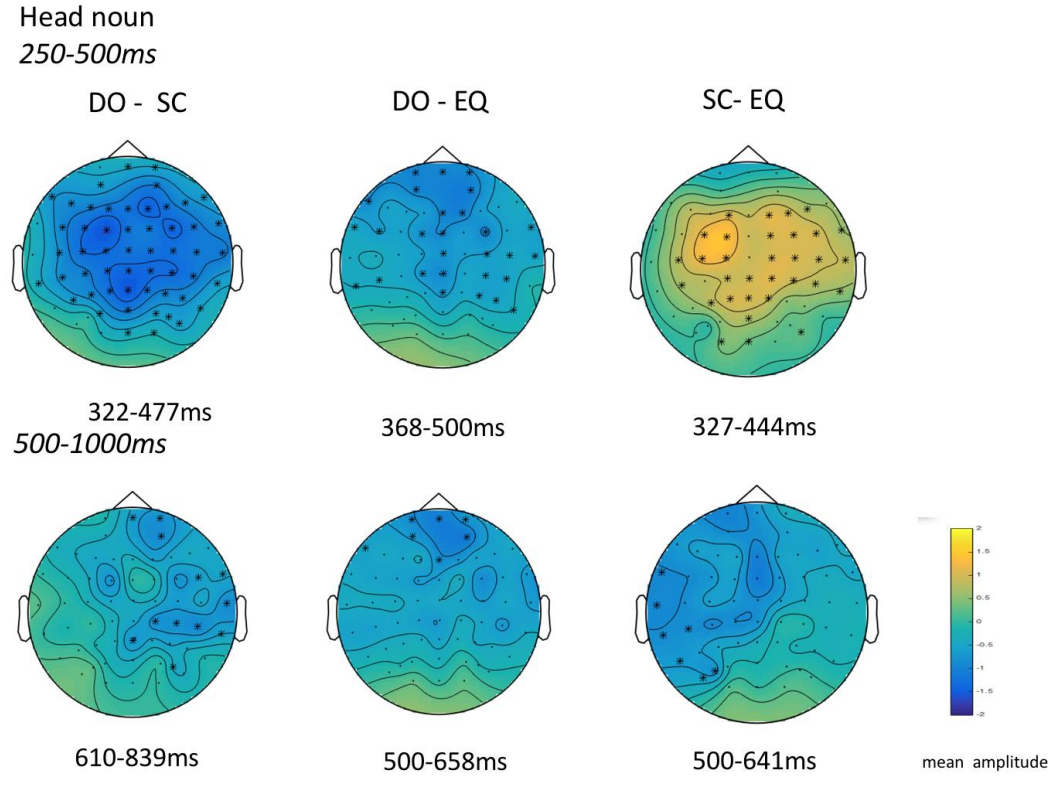 Head noun
250-500ms
DO - SC
DO - EQ
SC- EQ
322-477ms
368-500ms
327-444ms
500-1000ms
610-839ms
500-658ms
500-641ms
2
1.5
1
0.5
0
-0.5
-1
-1.5
-2
mean amplitude